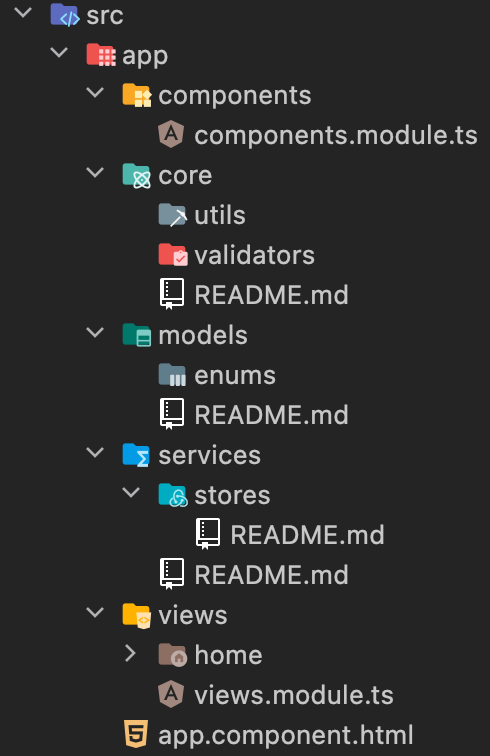 src
app
components
components.module.ts
core
utils
validators
README.md
models
enums
README.md
services
stores
README.md
README.md
views
home
views.module.ts
app.component.html